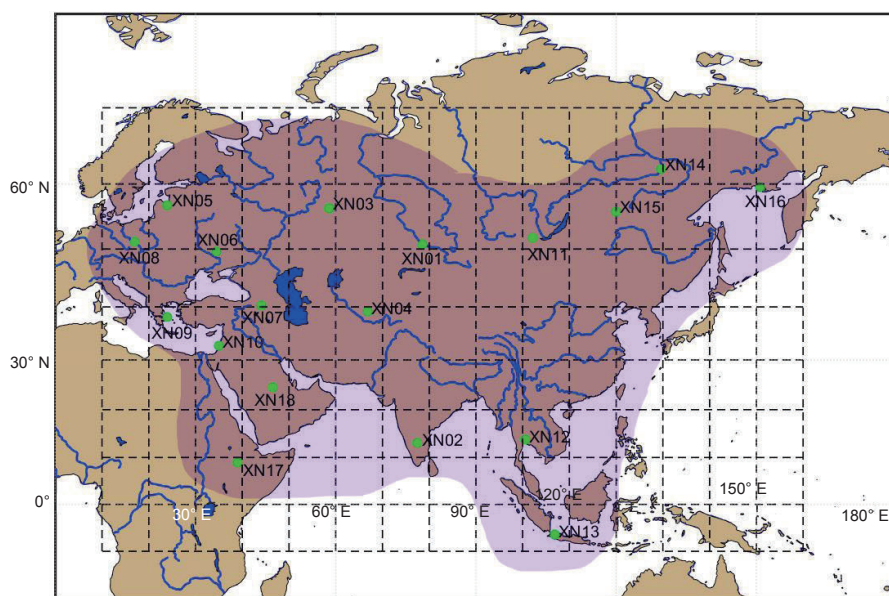 XN14
60° N
XN16
XN05
XN03
XN15
XN06
XN11
XN08
XN01
XN04
XN07
XN09
XN10
30° N
XN18
XN12
XN02
XN17
0°
30° E
60° E
90° E
120° E
150° E
180° E
XN13